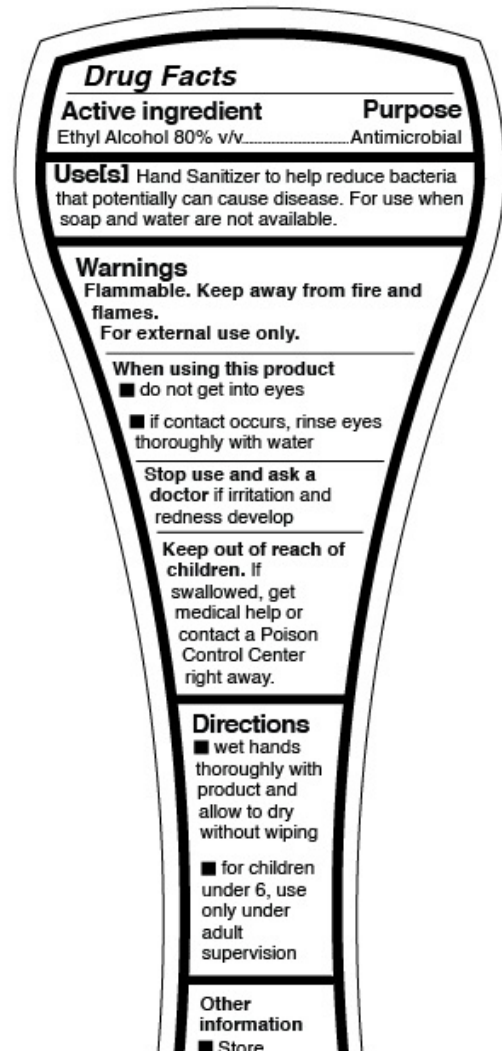 Drug Facts
Active ingredient Purpose
Ethyl Alcohol 80% v/v......................Antimicrobial
Use[s] Hand Sanitizer to help reduce bacteria
that potentially can cause disease. For use when
soap and water are not available.
Warnings
Flammable. Keep away from fire and
flames.
For external use only.
When using this product
■ do not get into eyes
■ if contact occurs, rinse eyes
thoroughly with water
Stop use and ask a
doctor if irritation and
redness develop
Keep out of reach of
children. If
swallowed, get
medical help or
contact a Poison
Control Center
right away.
Directions
■ wet hands
thoroughly with
product and
allow to dry
without wiping
■ for children
under 6, use
only under
adult
supervision
Other
information
■ Store